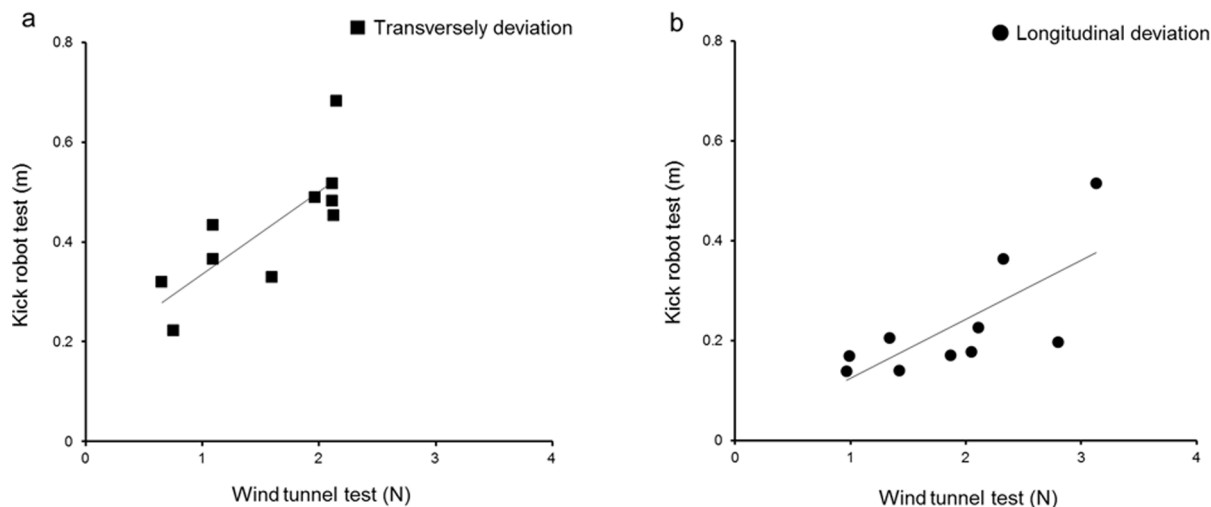 a
Transversely deviation
0.8
0.6
0.4
0.2
0
0 1 2 3 4
Kick robot test (m)
Wind tunnel test (N)
b
Longitudinal deviation
0.8
0.6
0.4
0.2
0
0 1 2 3 4
Kick robot test (m)
Wind tunnel test (N)